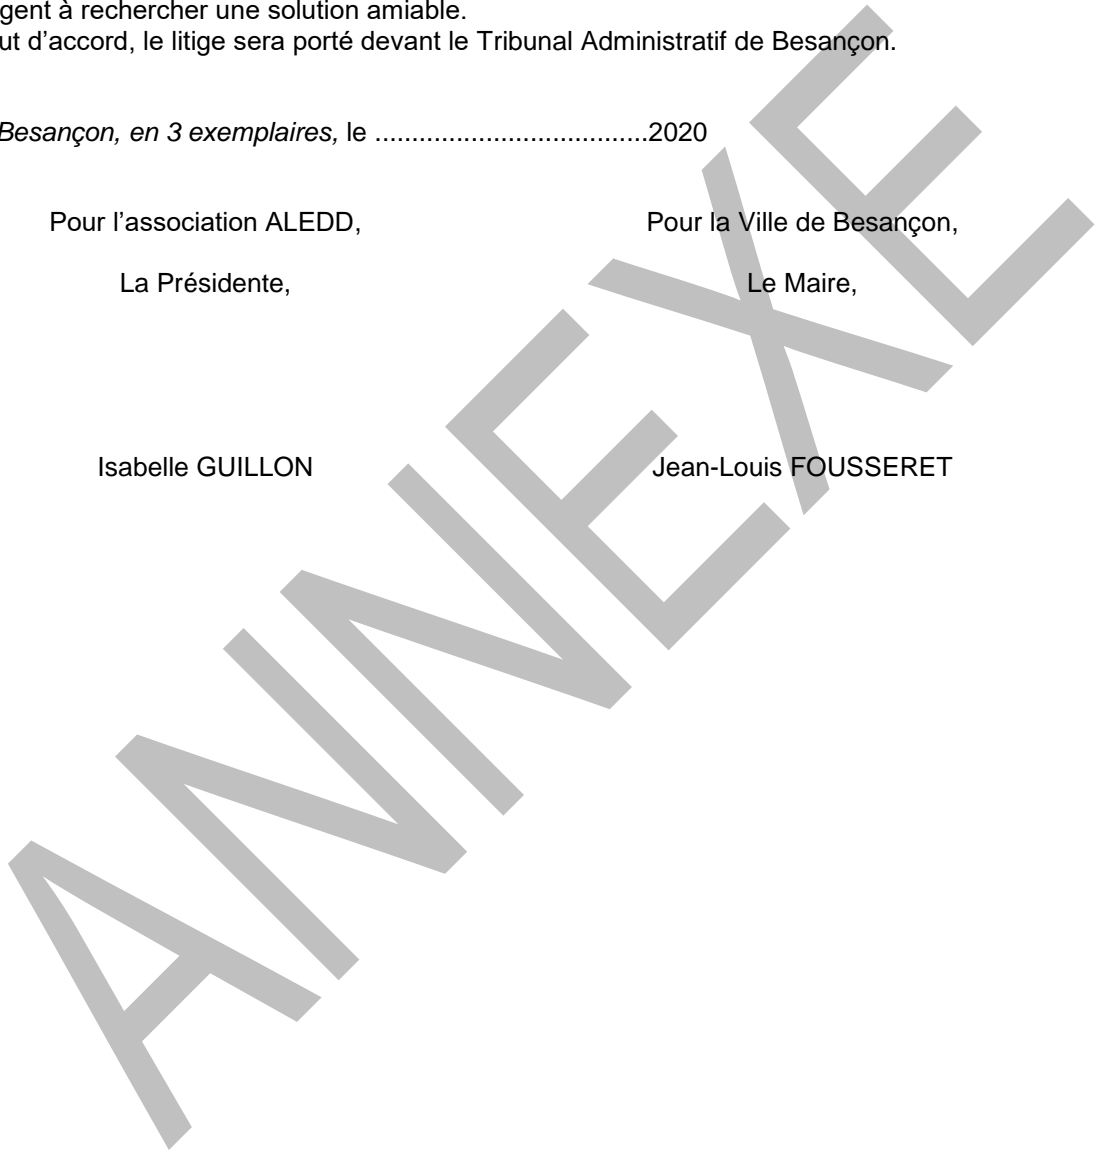 gent à rechercher une solution amiable.
ut d’accord, le litige sera porté devant le Tribunal Administratif de Besançon.
Besançon, en 3 exemplaires, le .....................................2020
Pour l’association ALEDD, Pour la Ville de Besançon,
La Présidente, Le Maire,
Isabelle GUILLON Jean-Louis FOUSSERET
ANNEXE